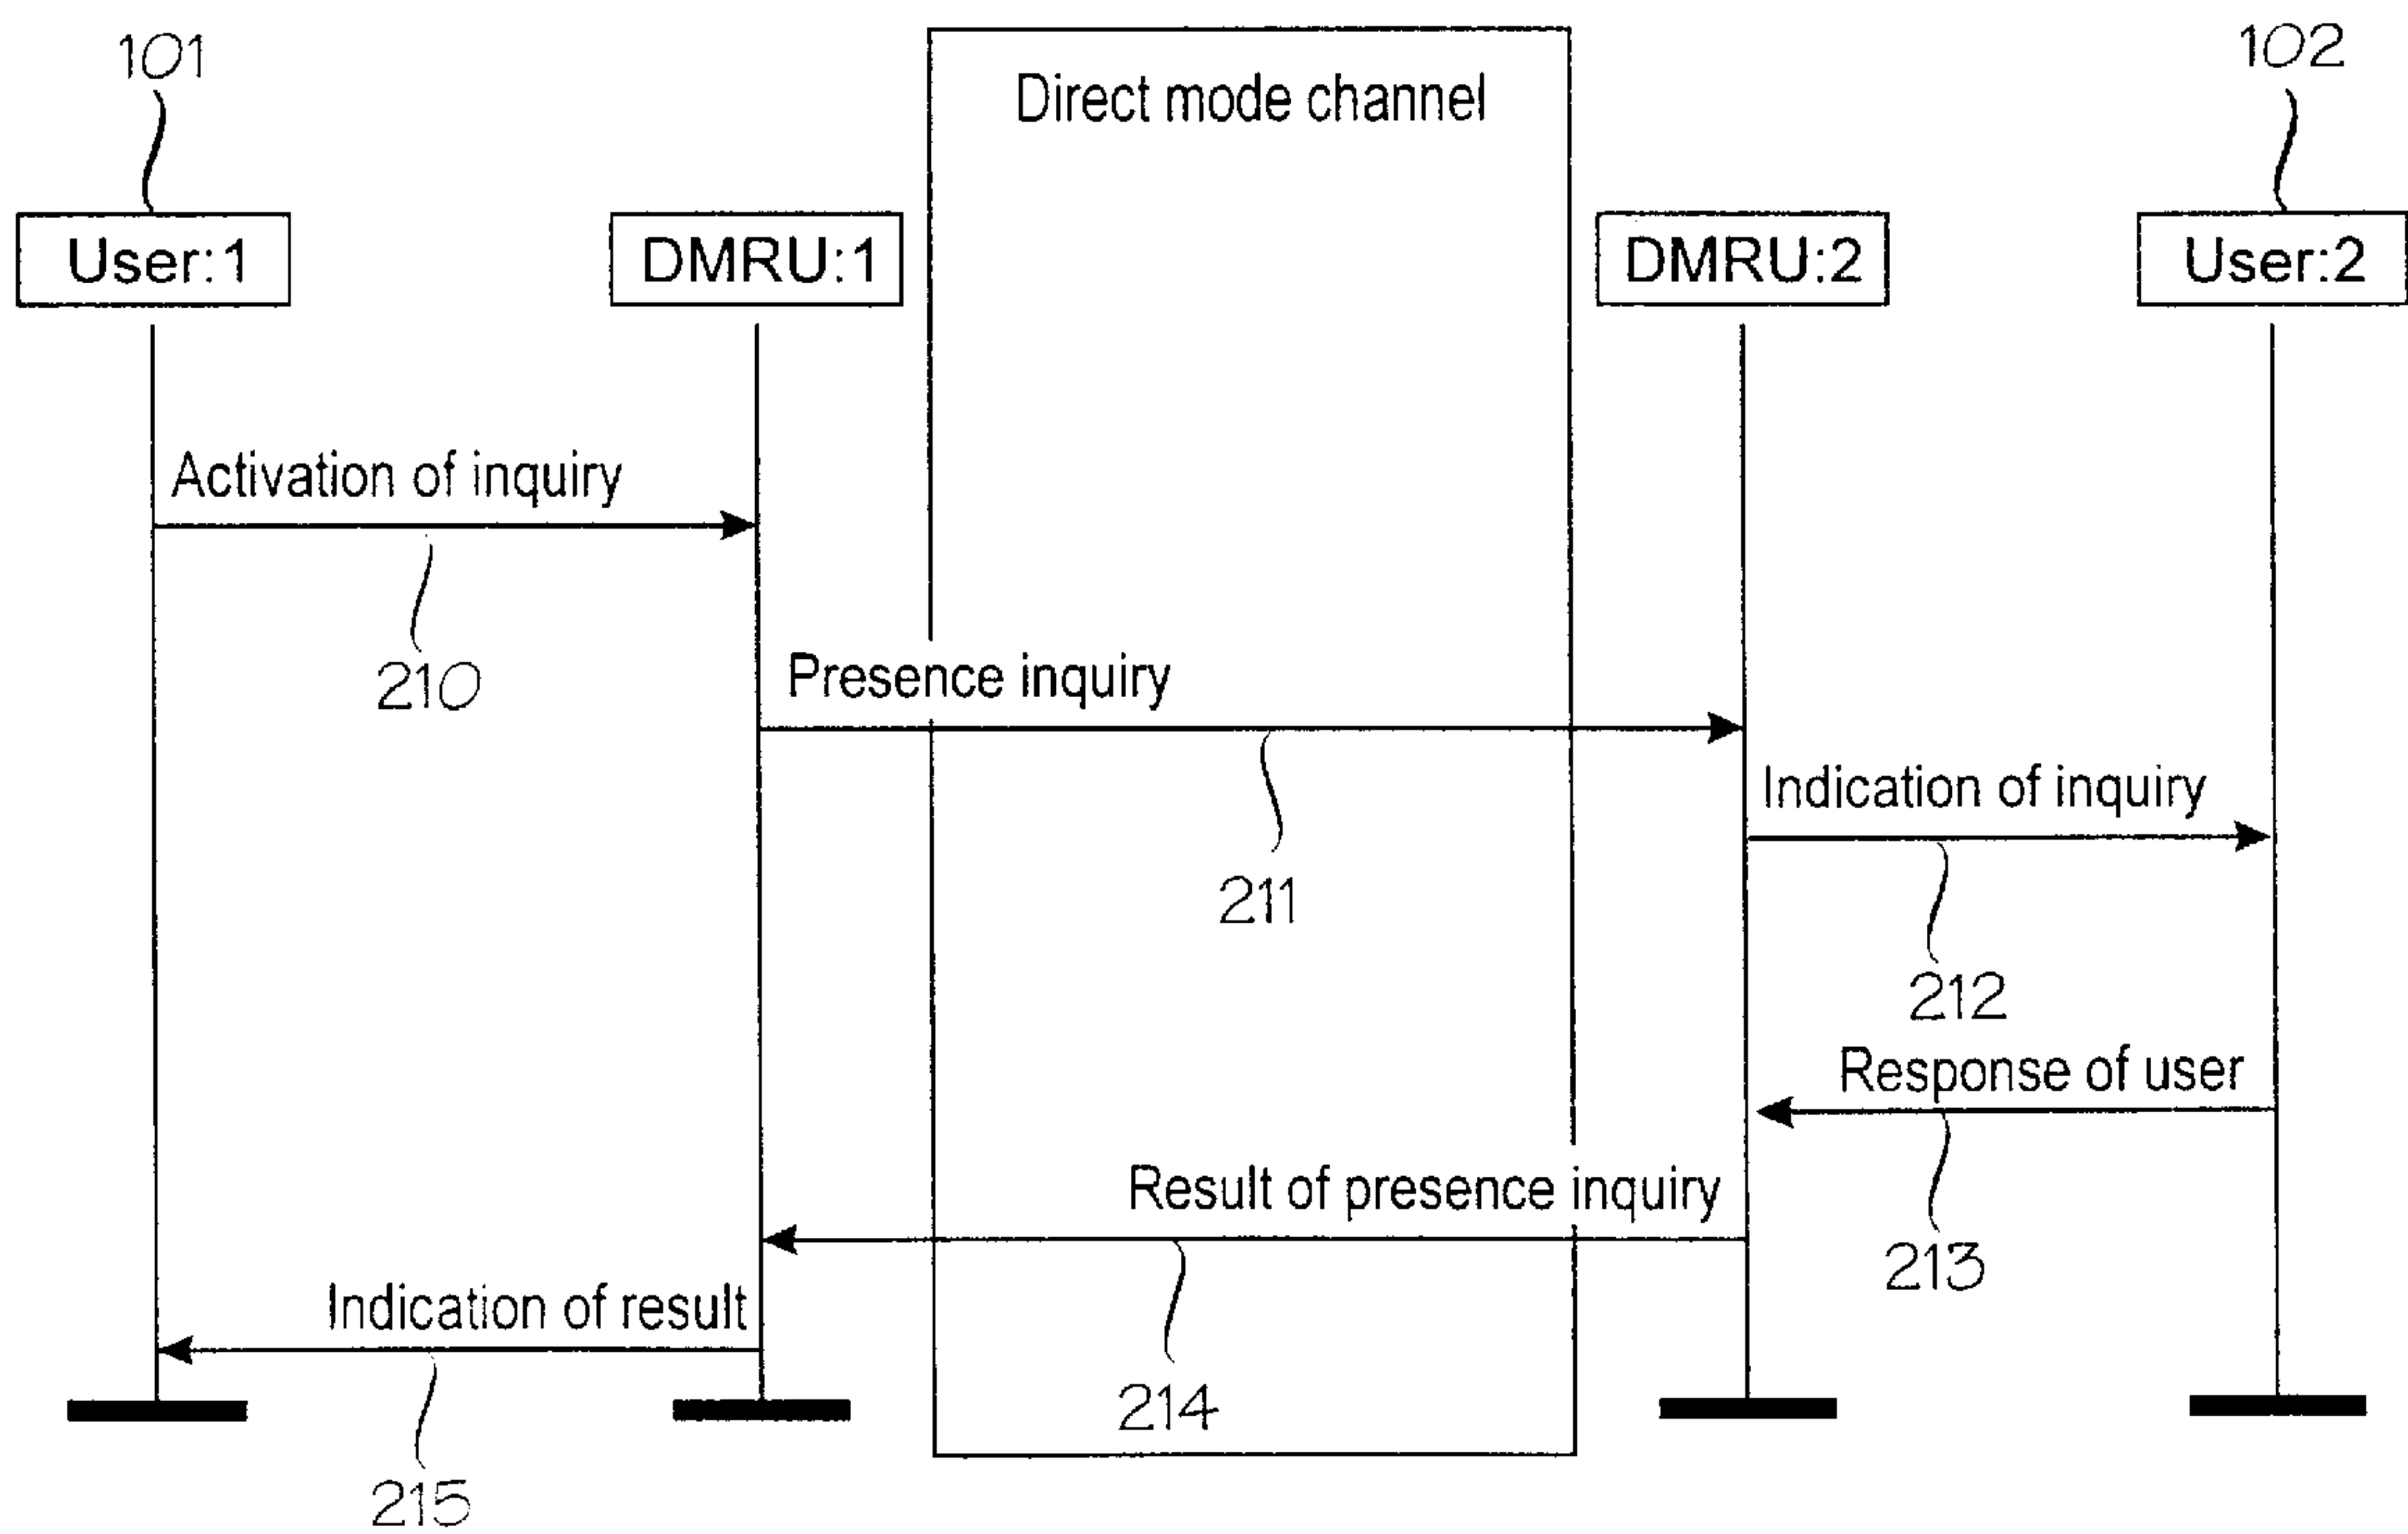 101
102
Direct mode channel
User:1
DMRU:1
DMRU:2
User:2
Activation of inquiry
210
Presence inquiry
211
Indication of inquiry
212
Response of user
213
Result of presence inquiry
214
Indication of result
215